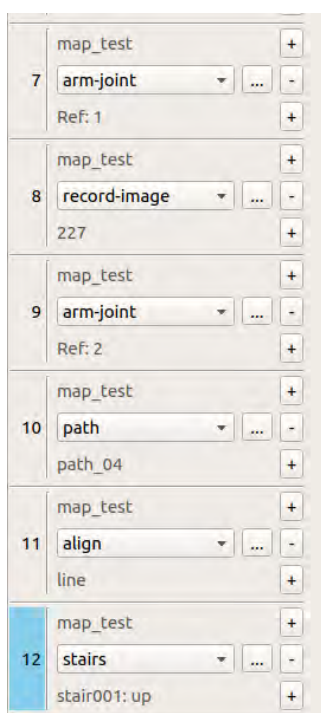 map_test +
7 arm-joint ... -
Ref: 1 +
map_test +
8 record-image ... -
227 +
map_test +
9 arm-joint ... -
Ref: 2 +
map_test +
10 path ... -
path_04 +
map_test +
11 align ... -
line +
map_test +
12 stairs ... -
stair001: up +